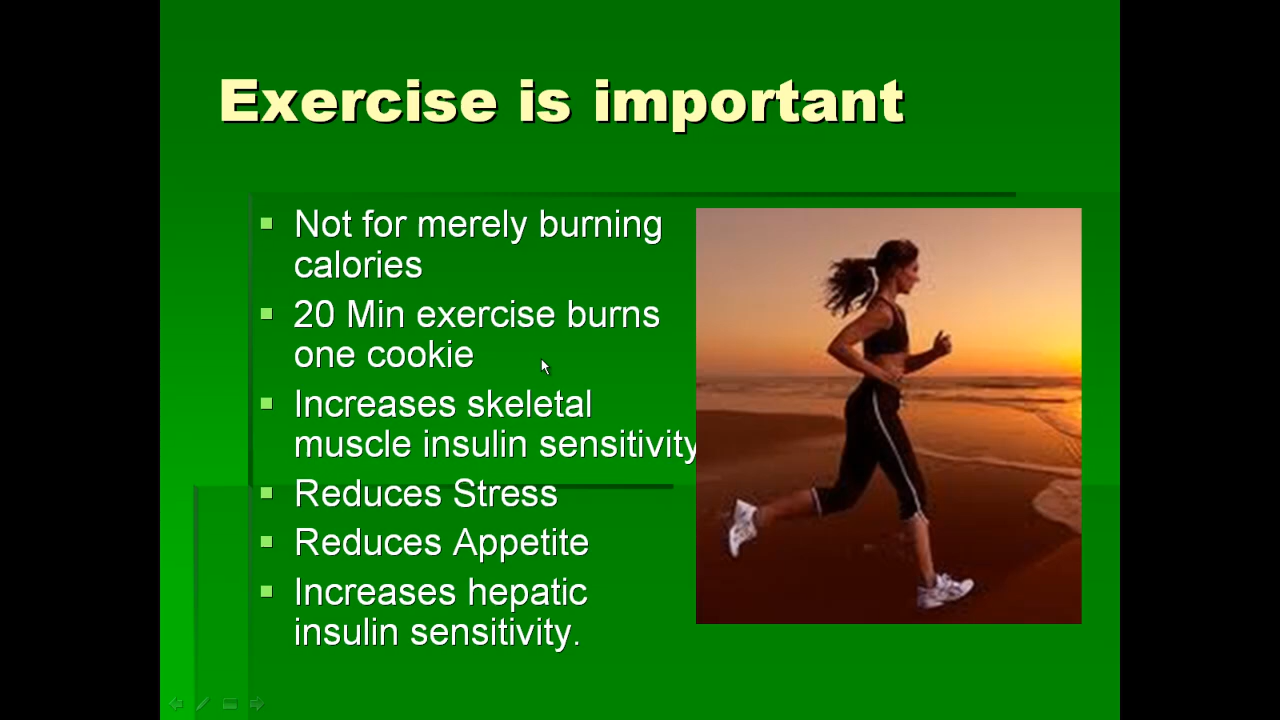 Exercise is important
Not for merely burning
calories
20 Min exercise burns
one cookie
Increases skeletal
muscle insulin sensitivity
Reduces Stress
Reduces Appetite
Increases hepatic
insulin sensitivity.